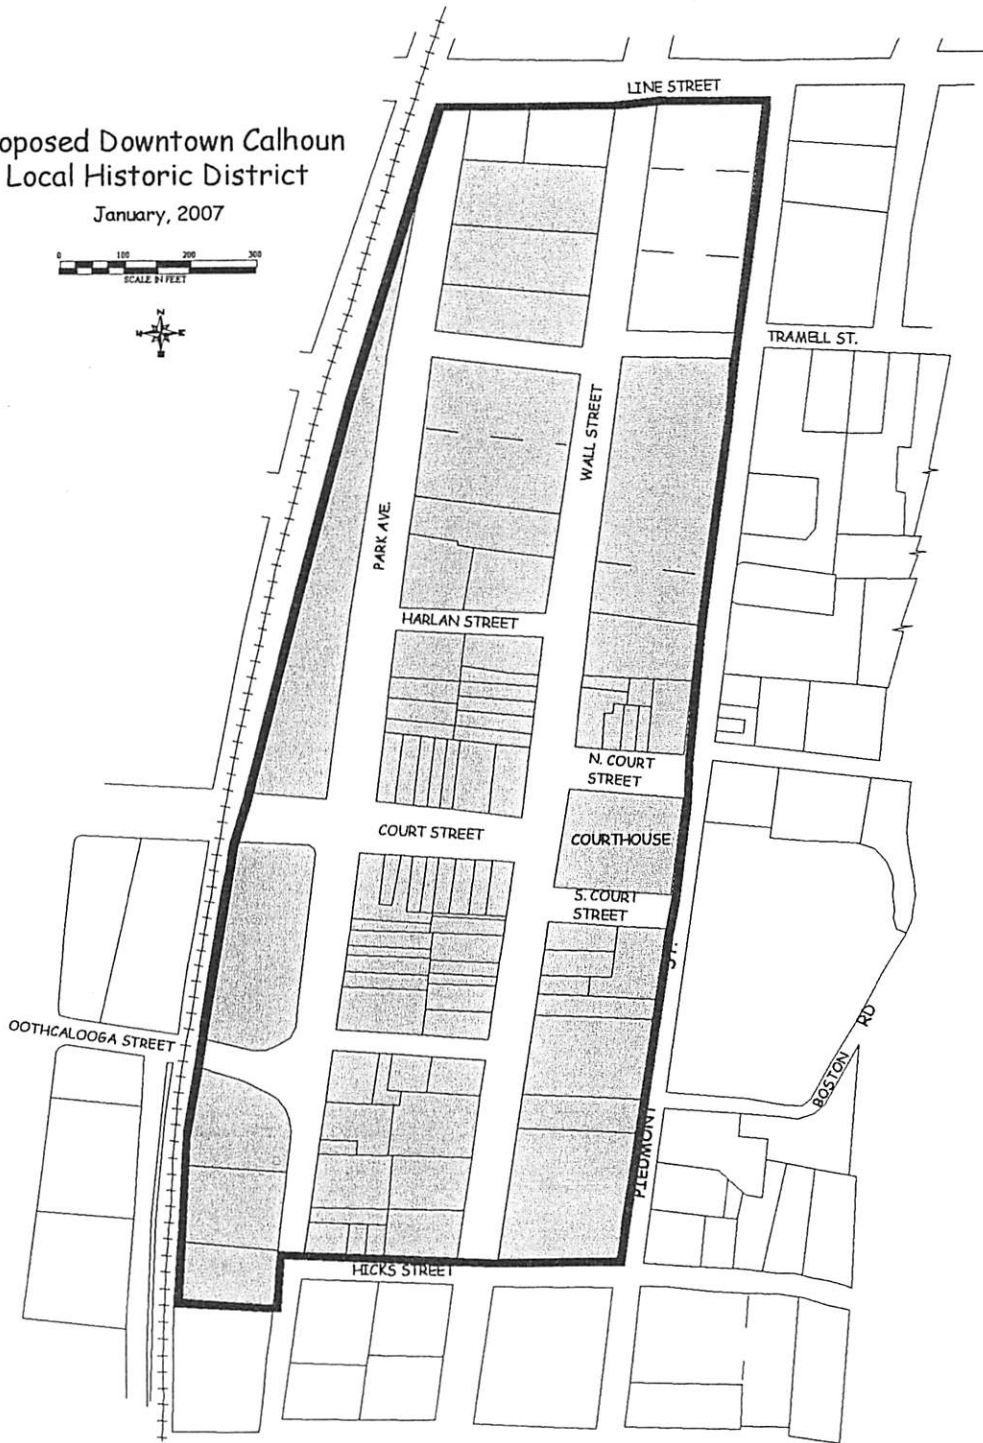 oposed Downtown Calhoun
Local Historic District
January, 2007
0 100 200 300
SCALE IN FEET
N
LINE STREET
TRAMELL ST.
WALL STREET
PARK AVE.
HARLAN STREET
N. COURT
STREET
COURT STREET
COURTHOUSE
S. COURT
STREET
ST.
OOTHCALOOGA STREET
BOSTON RD
PIEDMONT
HICKS STREET